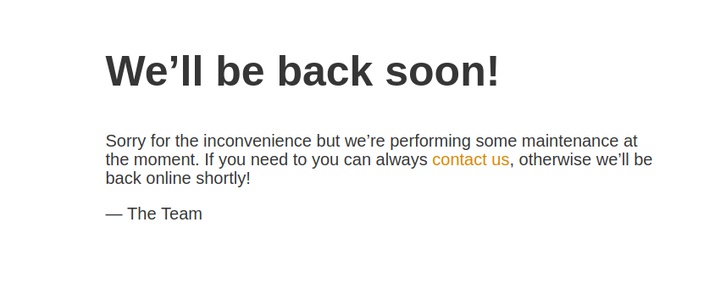 We’ll be back soon!
Sorry for the inconvenience but we’re performing some maintenance at
the moment. If you need to you can always contact us, otherwise we’ll be
back online shortly!
— The Team